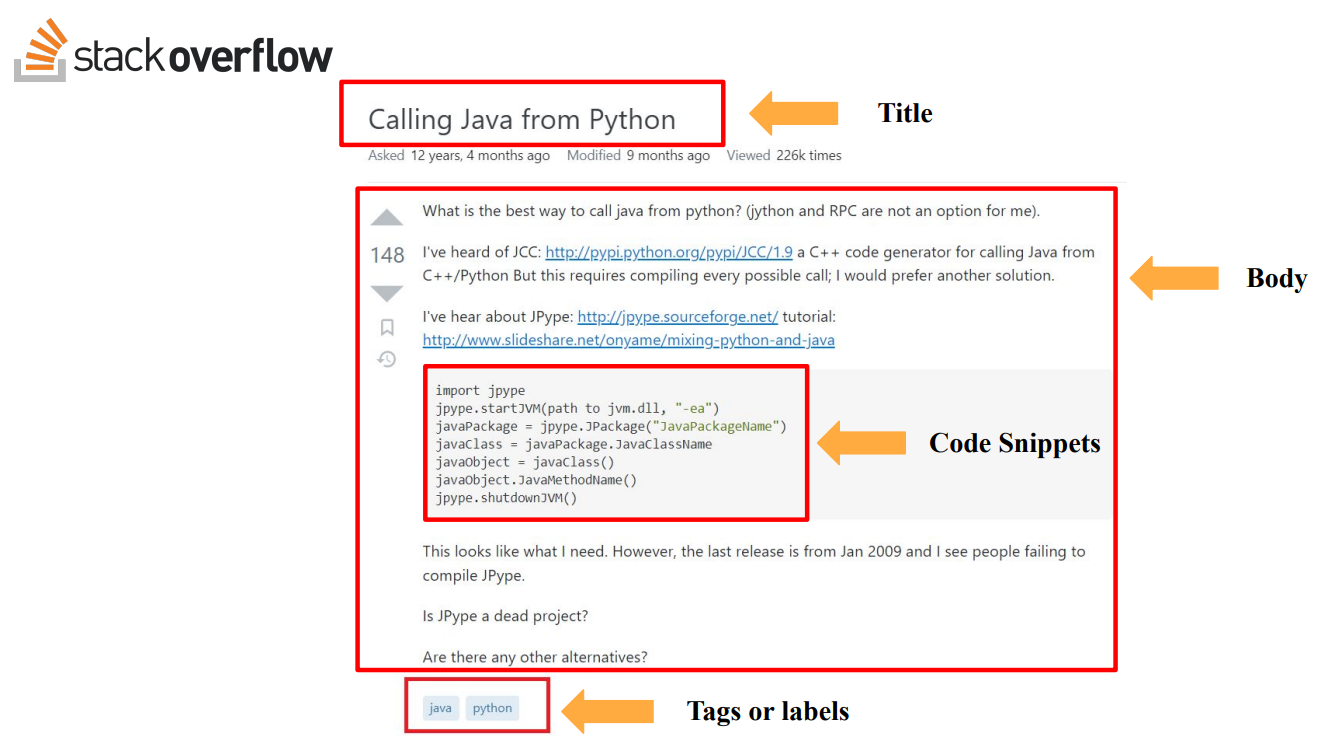 stackoverflow
Calling Java from Python
Title
Asked 12 years, 4 months ago Modified 9 months ago Viewed 226k times
What is the best way to call java from python? (jython and RPC are not an option for me).
148
I've heard of JCC: http://pypi.python.org/pypi/JCC/1.9 a C++ code generator for calling Java from
C++/Python But this requires compiling every possible call; I would prefer another solution.
Body
I've hear about JPype: http://jpype.sourceforge.net/ tutorial:
http://www.slideshare.net/onyame/mixing-python-and-java
import jpype
jpype.startJVM(path to jvm.dll, "-ea")
javaPackage = jpype.JPackage("JavaPackageName")
javaClass = javaPackage.JavaClassName
javaObject = javaClass()
javaObject.JavaMethodName()
jpype.shutdownJVM()
Code Snippets
This looks like what I need. However, the last release is from Jan 2009 and I see people failing to
compile JPype.
Is JPype a dead project?
Are there any other alternatives?
java python
Tags or labels